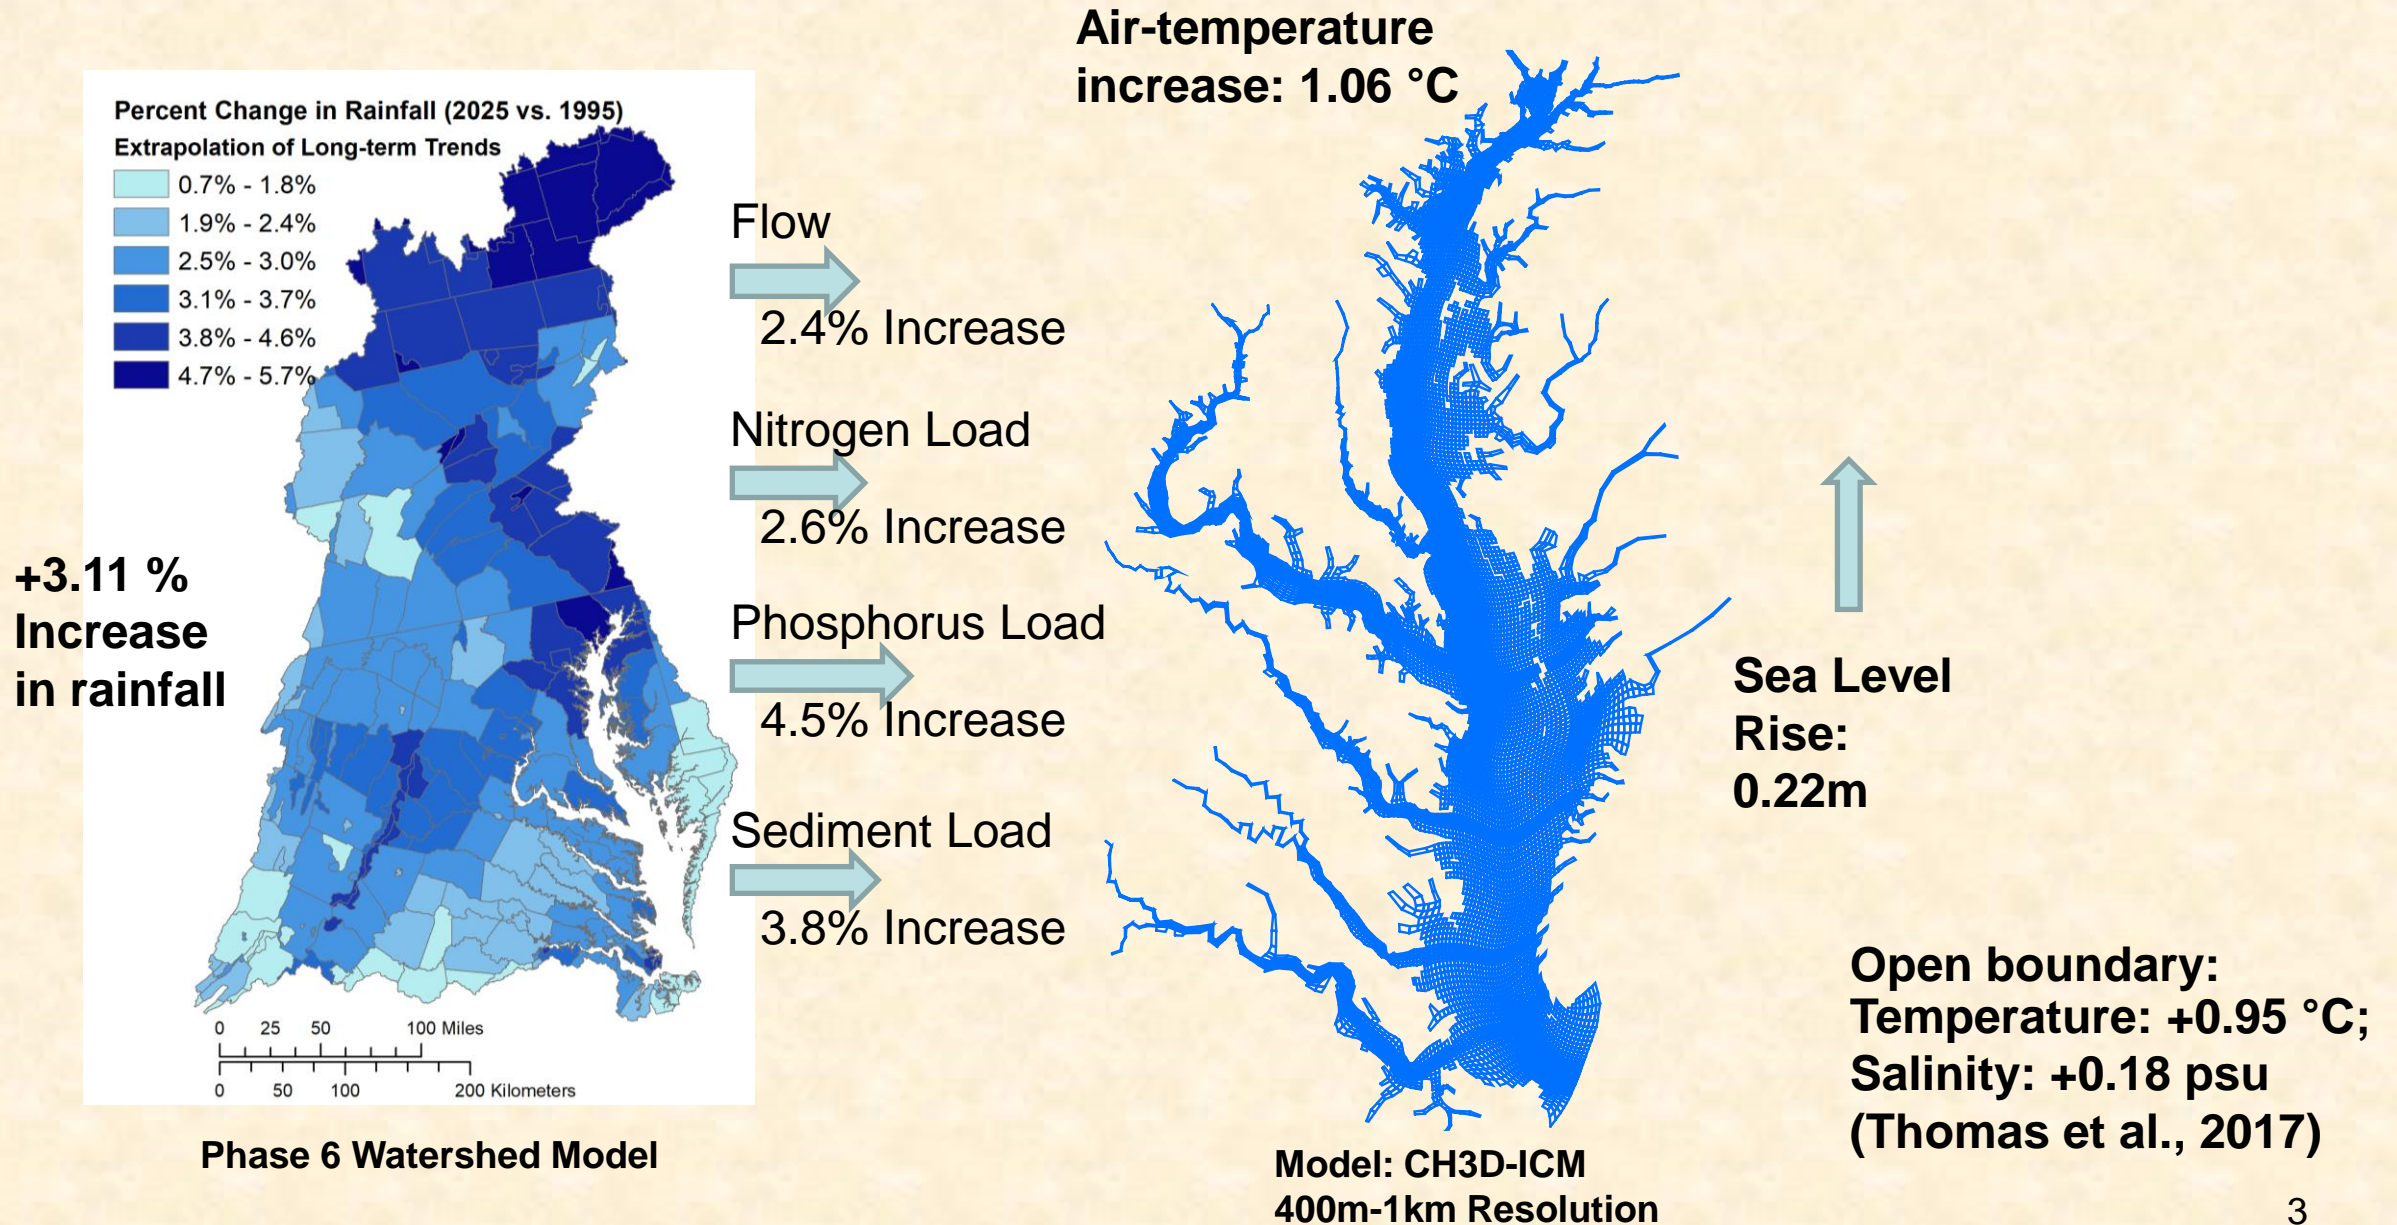 Air-temperature
increase: 1.06 °C
Percent Change in Rainfall (2025 vs. 1995)
Extrapolation of Long-term Trends
0.7% - 1.8%
1.9% - 2.4%
2.5% - 3.0%
3.1% - 3.7%
3.8% - 4.6%
4.7% - 5.7%
+3.11 %
Increase
in rainfall
0 25 50 100 Miles
0 50 100 200 Kilometers
Phase 6 Watershed Model
Flow
2.4% Increase
Nitrogen Load
2.6% Increase
Phosphorus Load
4.5% Increase
Sediment Load
3.8% Increase
Model: CH3D-ICM
400m-1km Resolution
Sea Level
Rise:
0.22m
Open boundary:
Temperature: +0.95 °C;
Salinity: +0.18 psu
(Thomas et al., 2017)
3